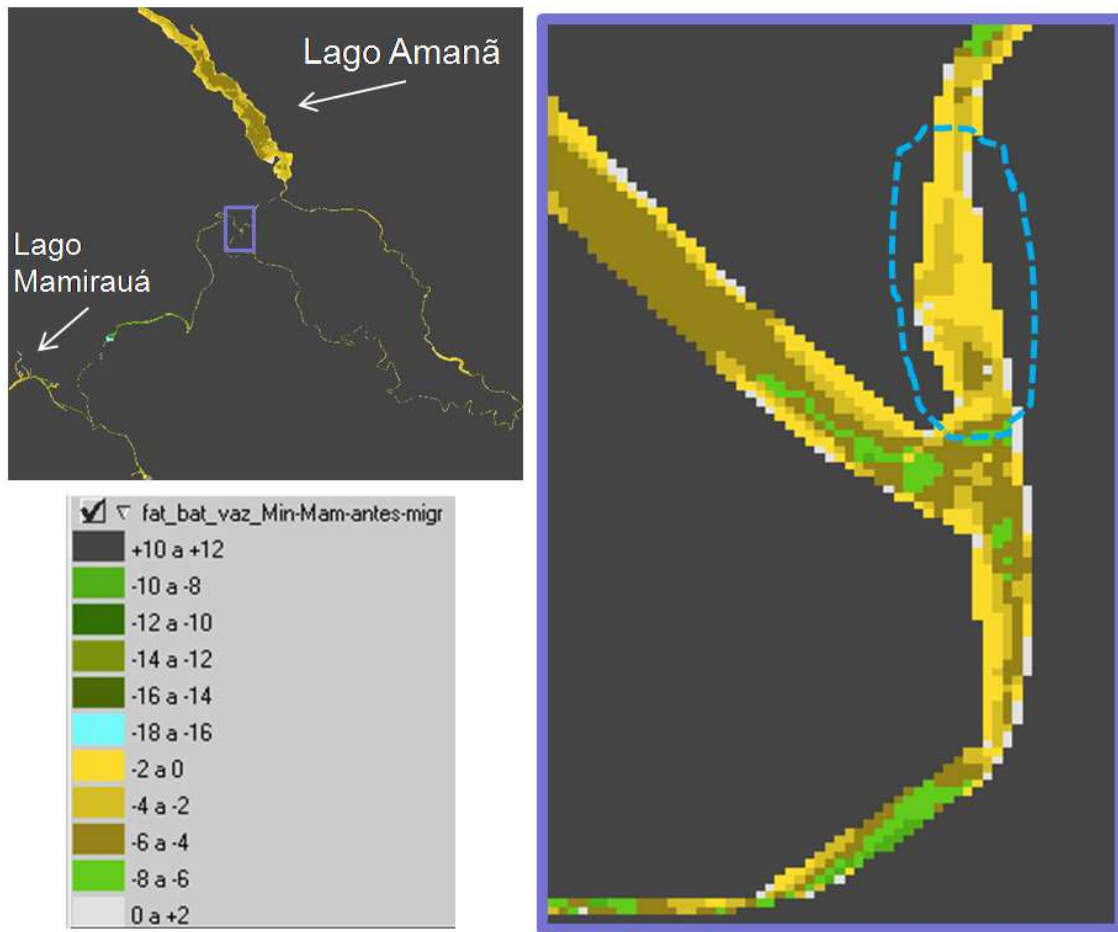 Lago Amanã
Lago
Mamirauá
fat_bat_vaz_Min-Mam-antes-migr
+10 a +12
-10 a -8
-12 a -10
-14 a -12
-16 a -14
-18 a -16
-2 a 0
-4 a -2
-6 a -4
-8 a -6
0 a +2